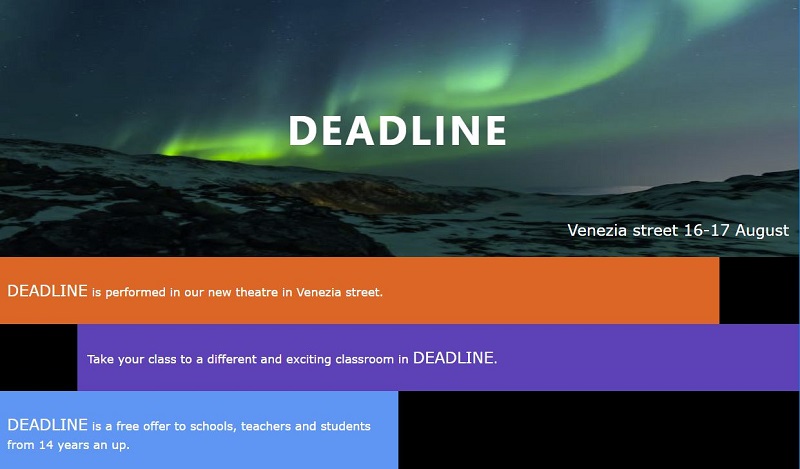 DEADLINE
Venezia street 16-17 August
DEADLINE is performed in our new theatre in Venezia street.
Take your class to a different and exciting classroom in DEADLINE.
DEADLINE is a free offer to schools, teachers and students
from 14 years an up.